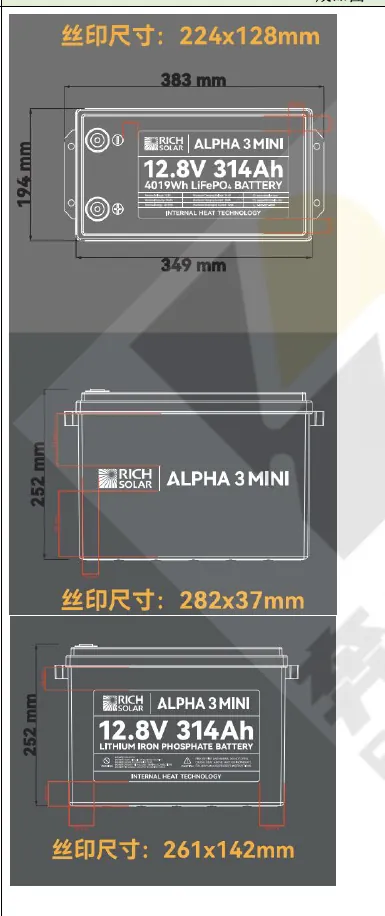 丝印尺寸：224x128mm
383 mm
194 mm
RICH SOLAR
ALPHA 3 MINI
12.8V 314Ah
4019Wh LiFePO₄ BATTERY
INTERNAL HEAT TECHNOLOGY
349 mm
252 mm
RICH SOLAR
ALPHA 3 MINI
丝印尺寸：282x37mm
252 mm
RICH SOLAR
ALPHA 3 MINI
12.8V 314Ah
LITHIUM IRON PHOSPHATE BATTERY
INTERNAL HEAT TECHNOLOGY
丝印尺寸：261x142mm